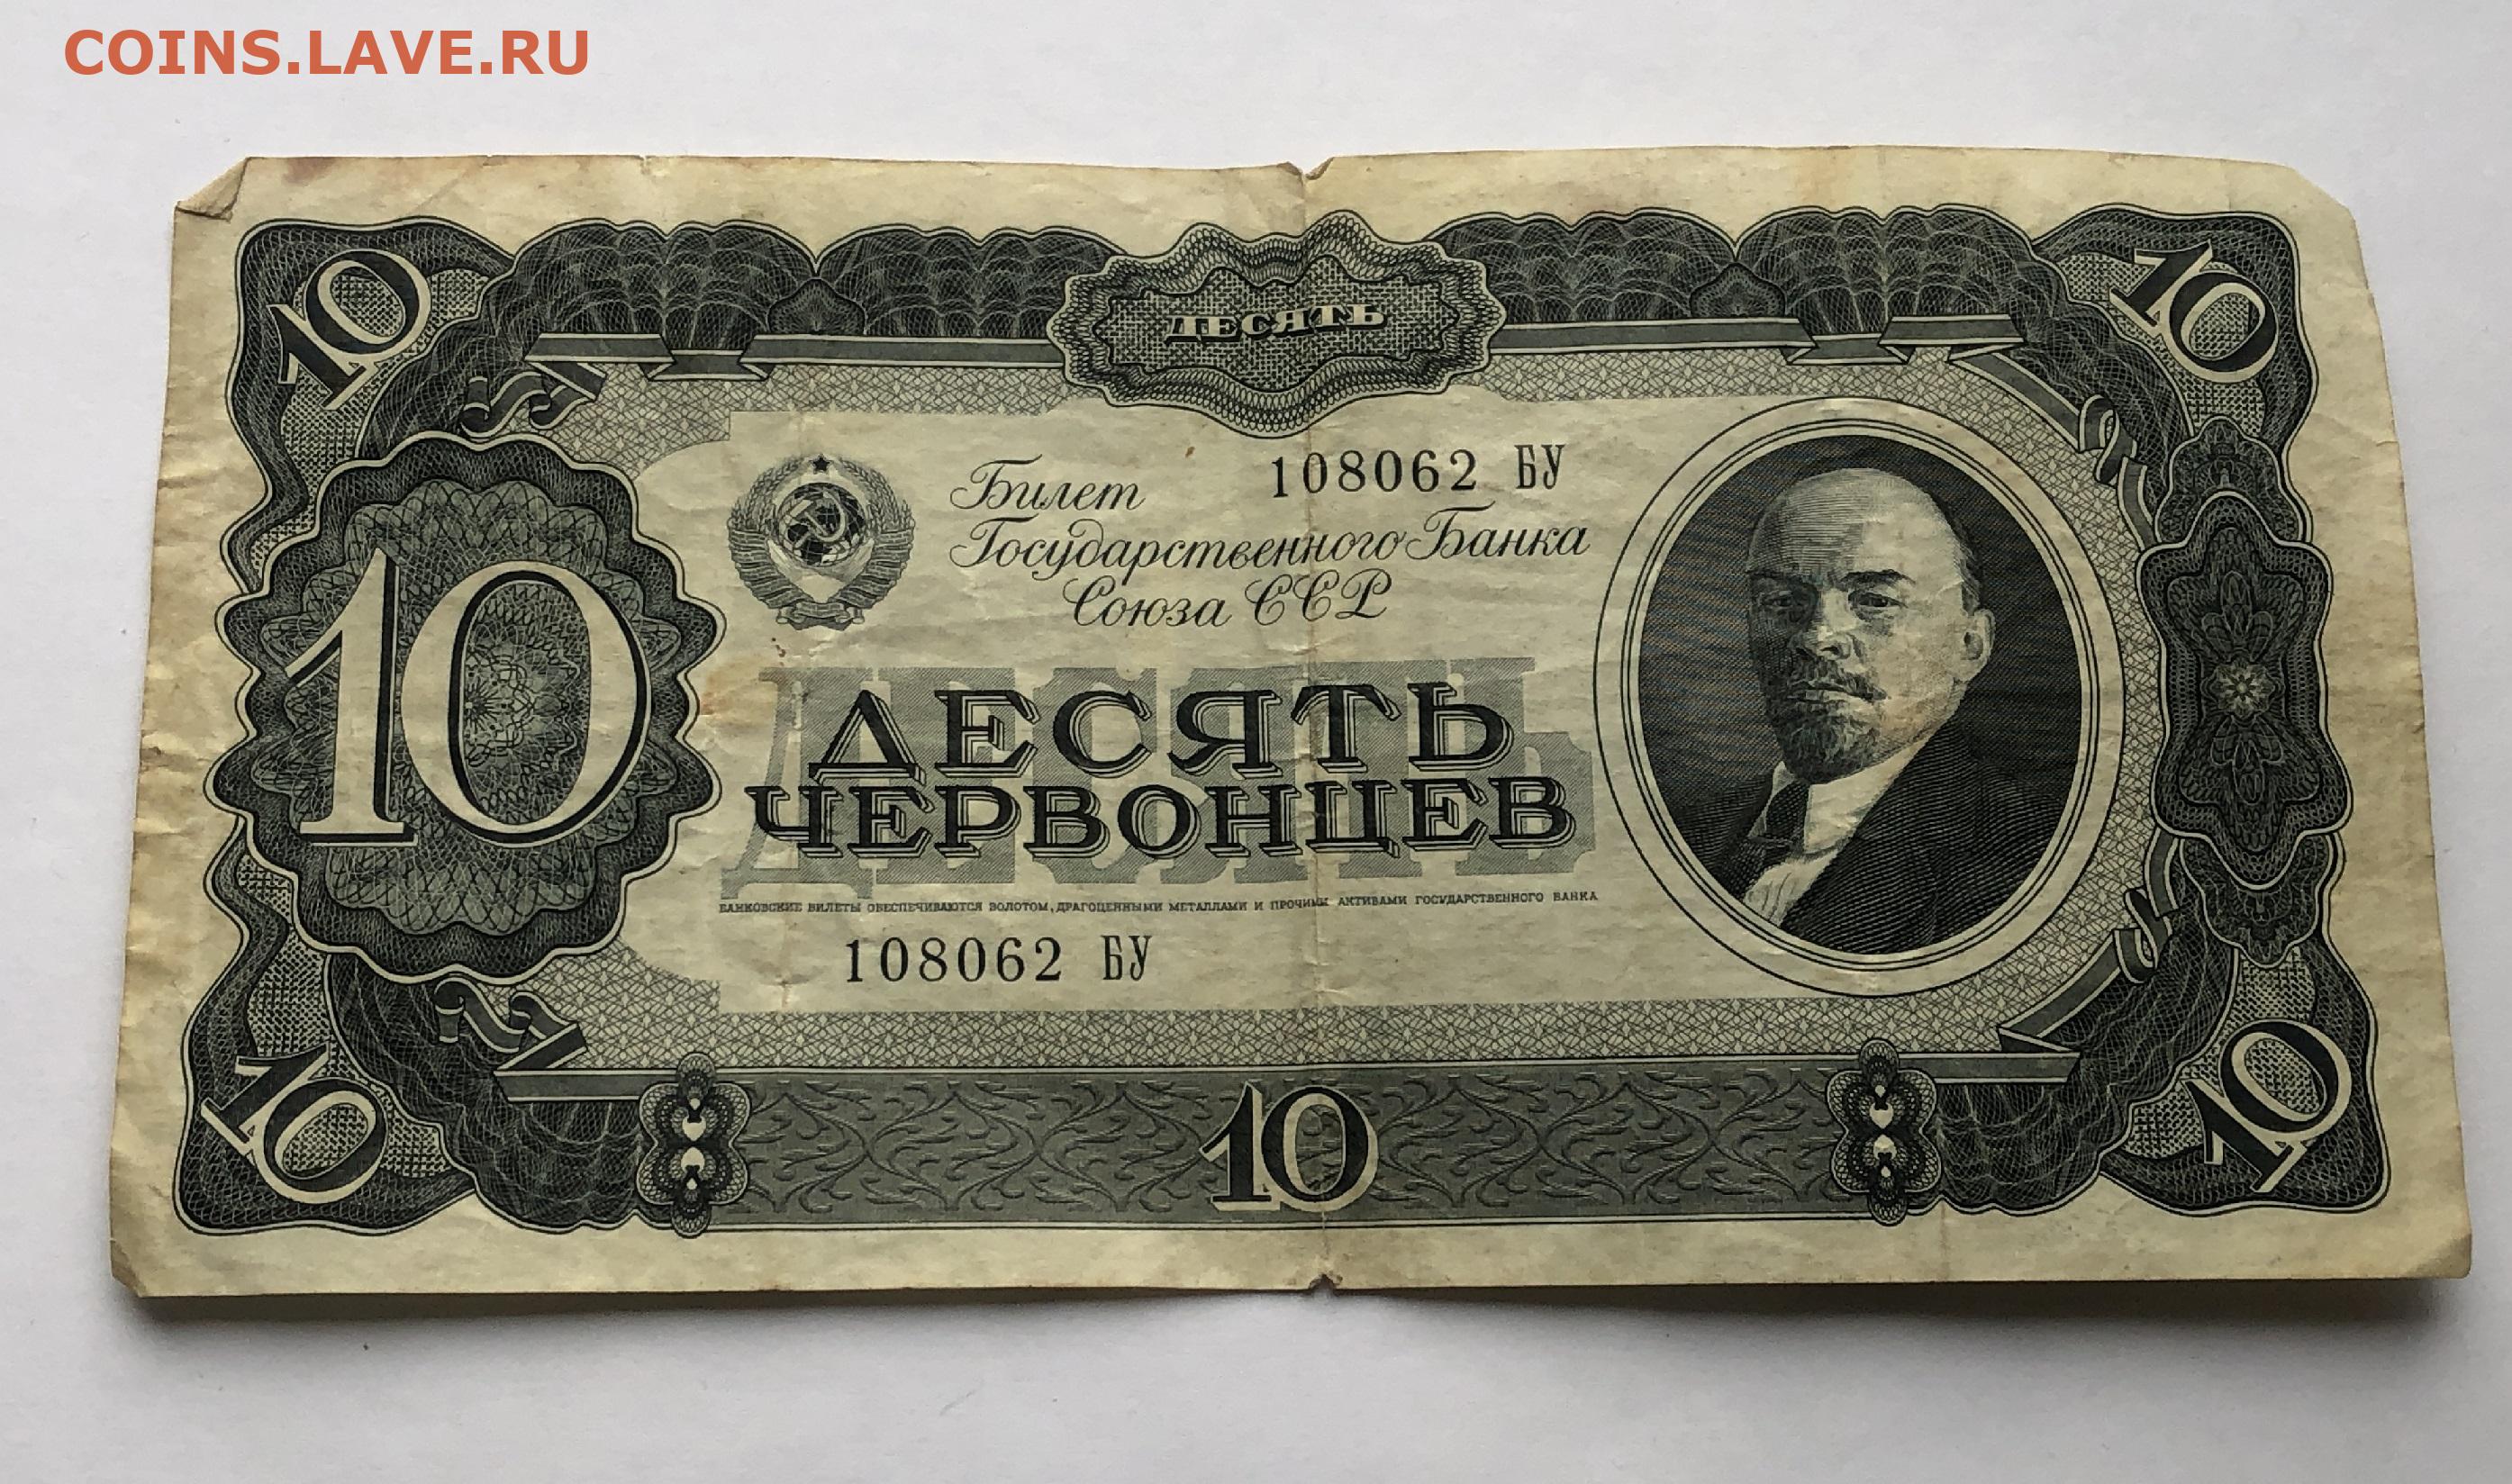 COINS.LAVE.RU
10
ДЕСЯТЬ
10
Билет
108062 БУ
Государственного Банка
Союза ССР
10
ДЕСЯТЬ
ДЕСЯТЬ
ЧЕРВОНЦЕВ
БАНКОВСКИЕ БИЛЕТЫ ОБЕСПЕЧИВАЮТСЯ ЗОЛОТОМ, ДРАГОЦЕННЫМИ МЕТАЛЛАМИ И ПРОЧИМИ АКТИВАМИ ГОСУДАРСТВЕННОГО БАНКА
108062 БУ
10
10
10